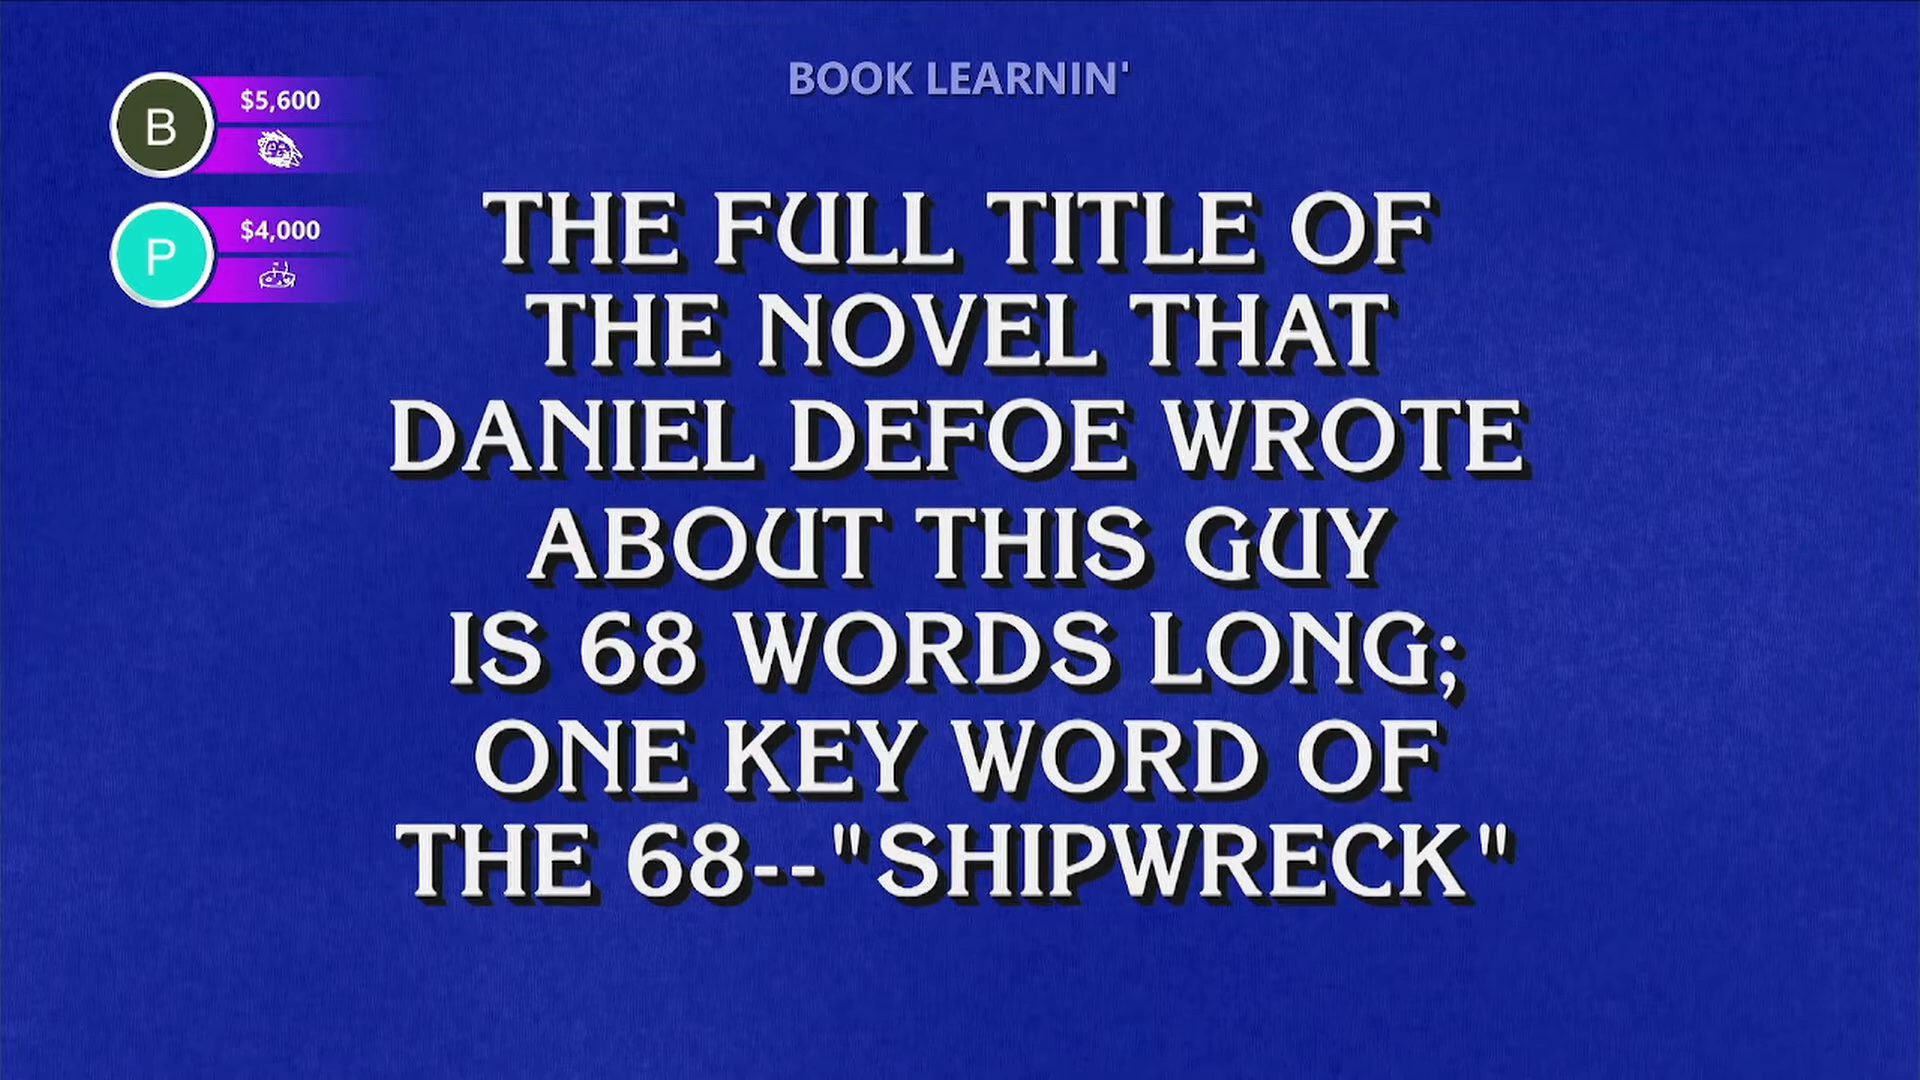 BOOK LEARNIN'
B
$5,600
P
$4,000
THE FULL TITLE OF
THE NOVEL THAT
DANIEL DEFOE WROTE
ABOUT THIS GUY
IS 68 WORDS LONG;
ONE KEY WORD OF
THE 68--"SHIPWRECK"